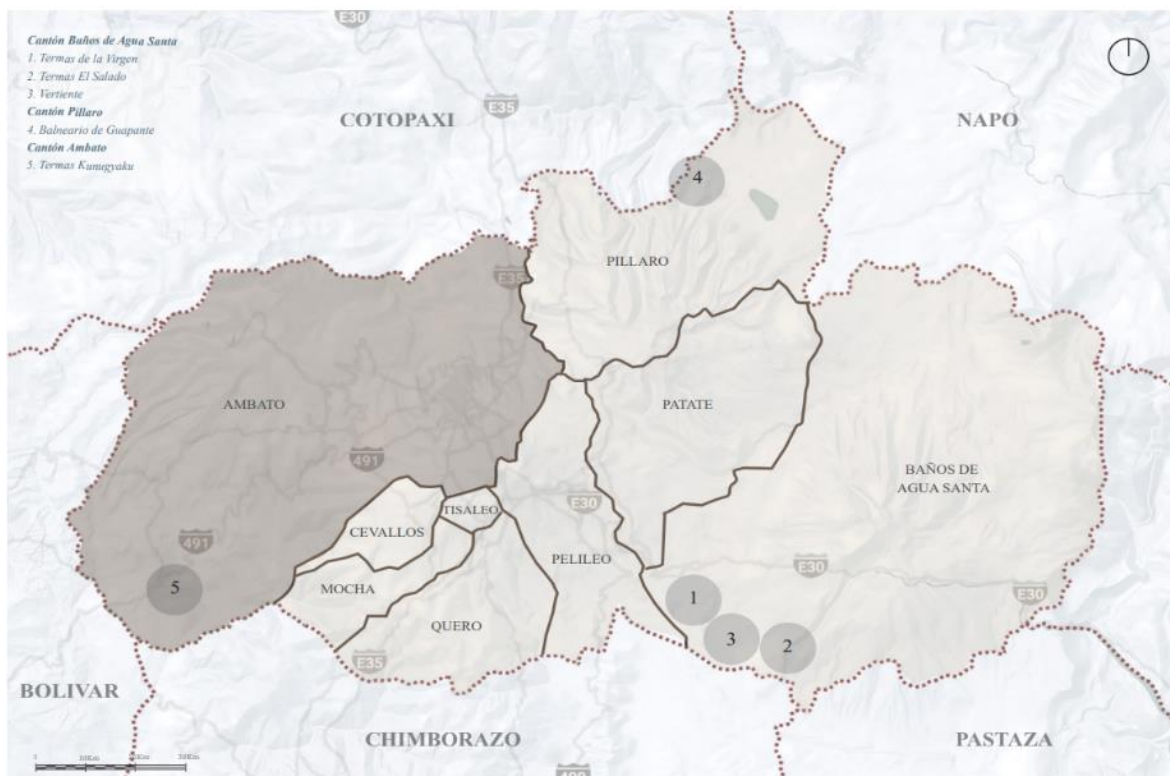 Cantón Baños de Agua Santa
1. Termas de la Virgen
2. Termas El Salado
3. Vertiente
Cantón Pillaro
4. Balneario de Guapante
Cantón Ambato
5. Termas Kunugyaku
E30
E35
COTOPAXI
NAPO
4
PILLARO
E35
AMBATO
PATATE
491
BAÑOS DE
AGUA SANTA
TISALEO
E30
CEVALLOS
491
PELILEO
E30
5
MOCHA
1
E30
QUERO
3
2
E35
BOLIVAR
CHIMBORAZO
PASTAZA
0